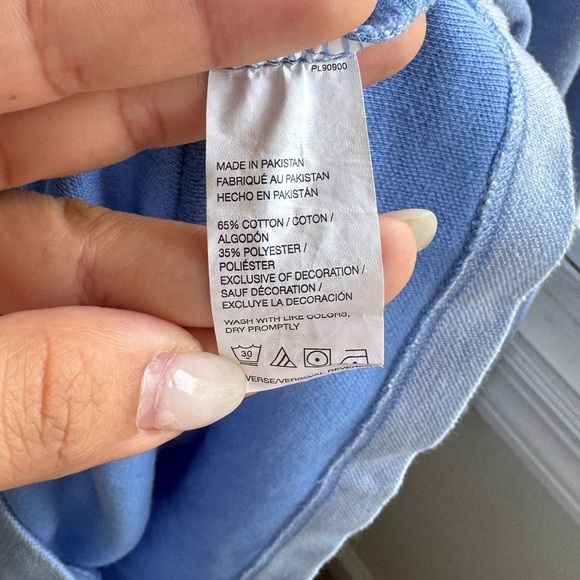 PL90900
MADE IN PAKISTAN
FABRIQUÉ AU PAKISTAN
HECHO EN PAKISTÁN
65% COTTON / COTON /
ALGODÓN
35% POLYESTER /
POLIÉSTER
EXCLUSIVE OF DECORATION /
SAUF DÉCORATION /
EXCLUYE LA DECORACIÓN
WASH WITH LIKE COLORS,
DRY PROMPTLY
30